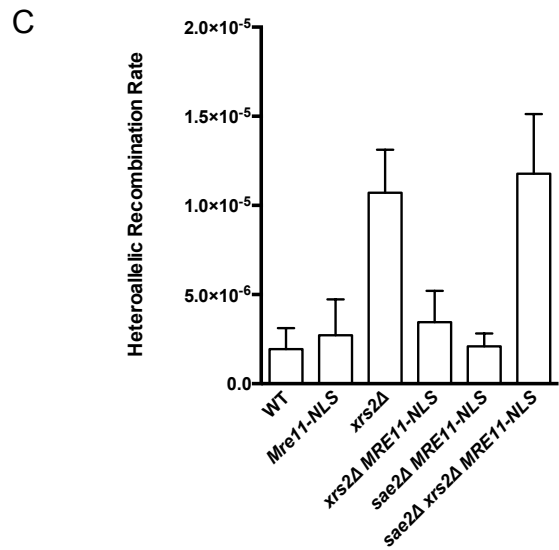 C
Heteroallelic Recombination Rate
2.0×10⁻⁵
1.5×10⁻⁵
1.0×10⁻⁵
5.0×10⁻⁶
0.0
WT
Mre11-NLS
xrs2Δ
xrs2Δ MRE11-NLS
sae2Δ MRE11-NLS
sae2Δ xrs2Δ MRE11-NLS